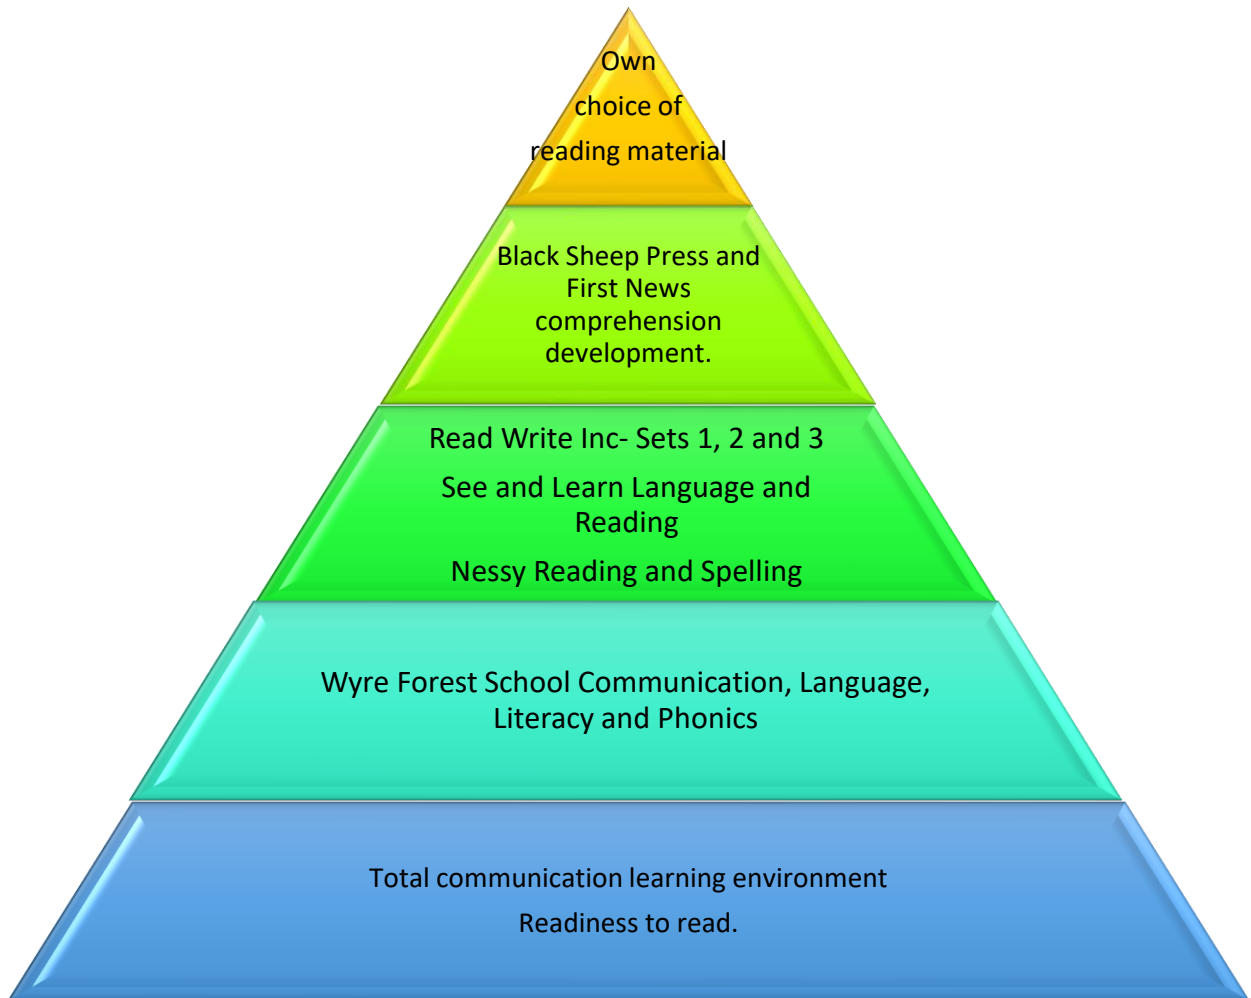 Own
choice of
reading material
Black Sheep Press and
First News
comprehension
development.
Read Write Inc- Sets 1, 2 and 3
See and Learn Language and
Reading
Nessy Reading and Spelling
Wyre Forest School Communication, Language,
Literacy and Phonics
Total communication learning environment
Readiness to read.